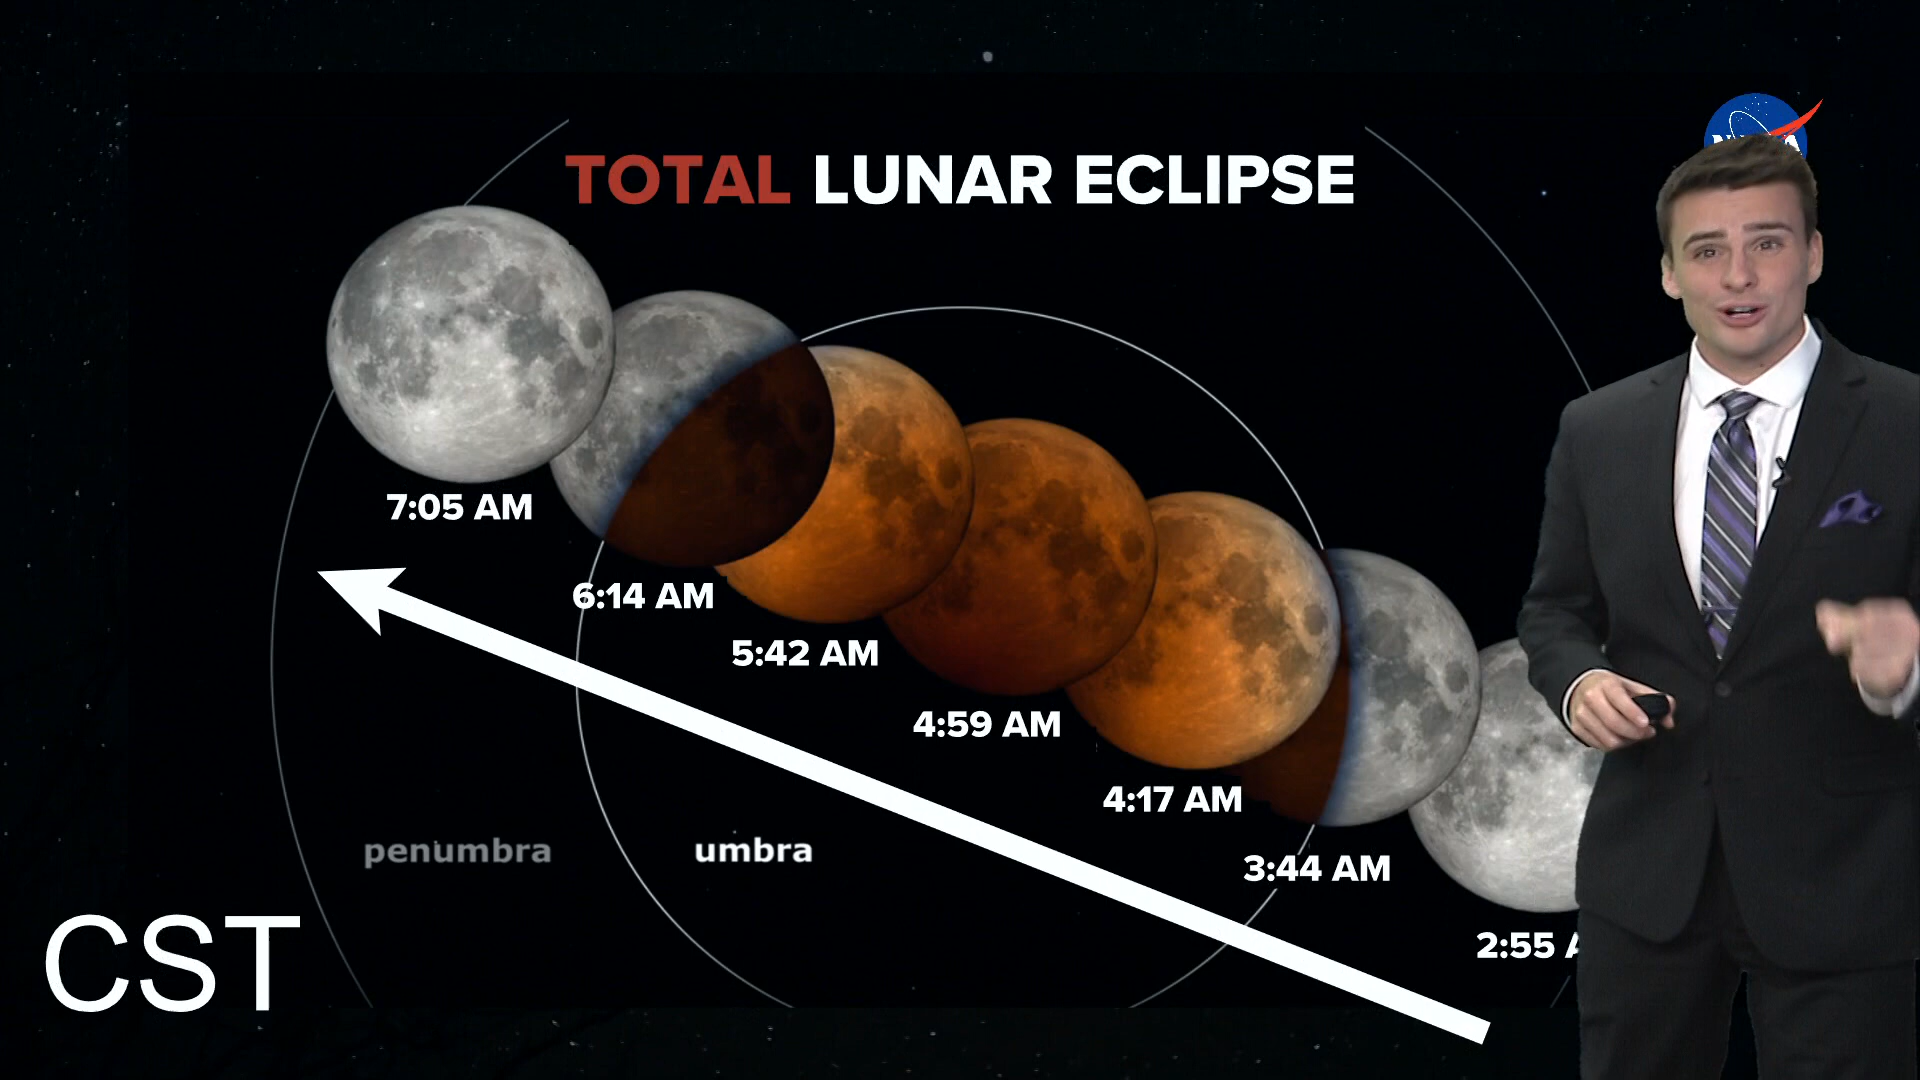 TOTAL LUNAR ECLIPSE
7:05 AM
6:14 AM
5:42 AM
4:59 AM
4:17 AM
3:44 AM
2:55
penumbra
umbra
CST